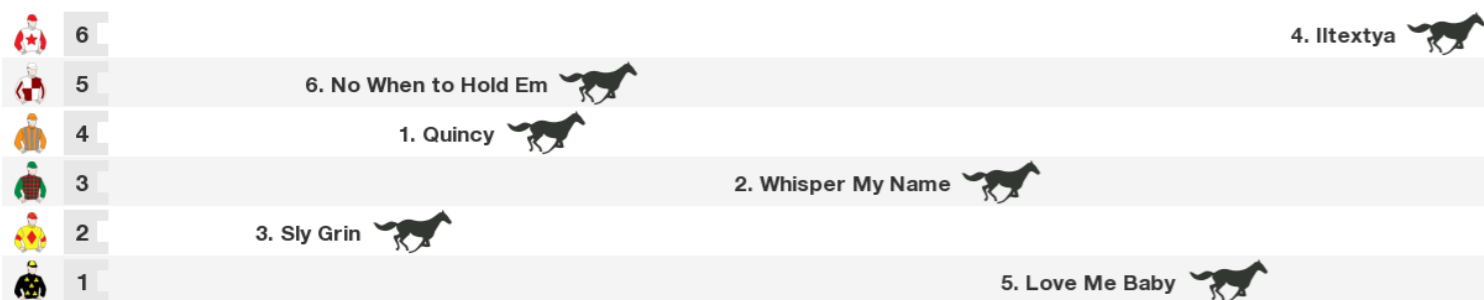 6 4. Iltextya
5 6. No When to Hold Em
4 1. Quincy
3 2. Whisper My Name
2 3. Sly Grin
1 5. Love Me Baby